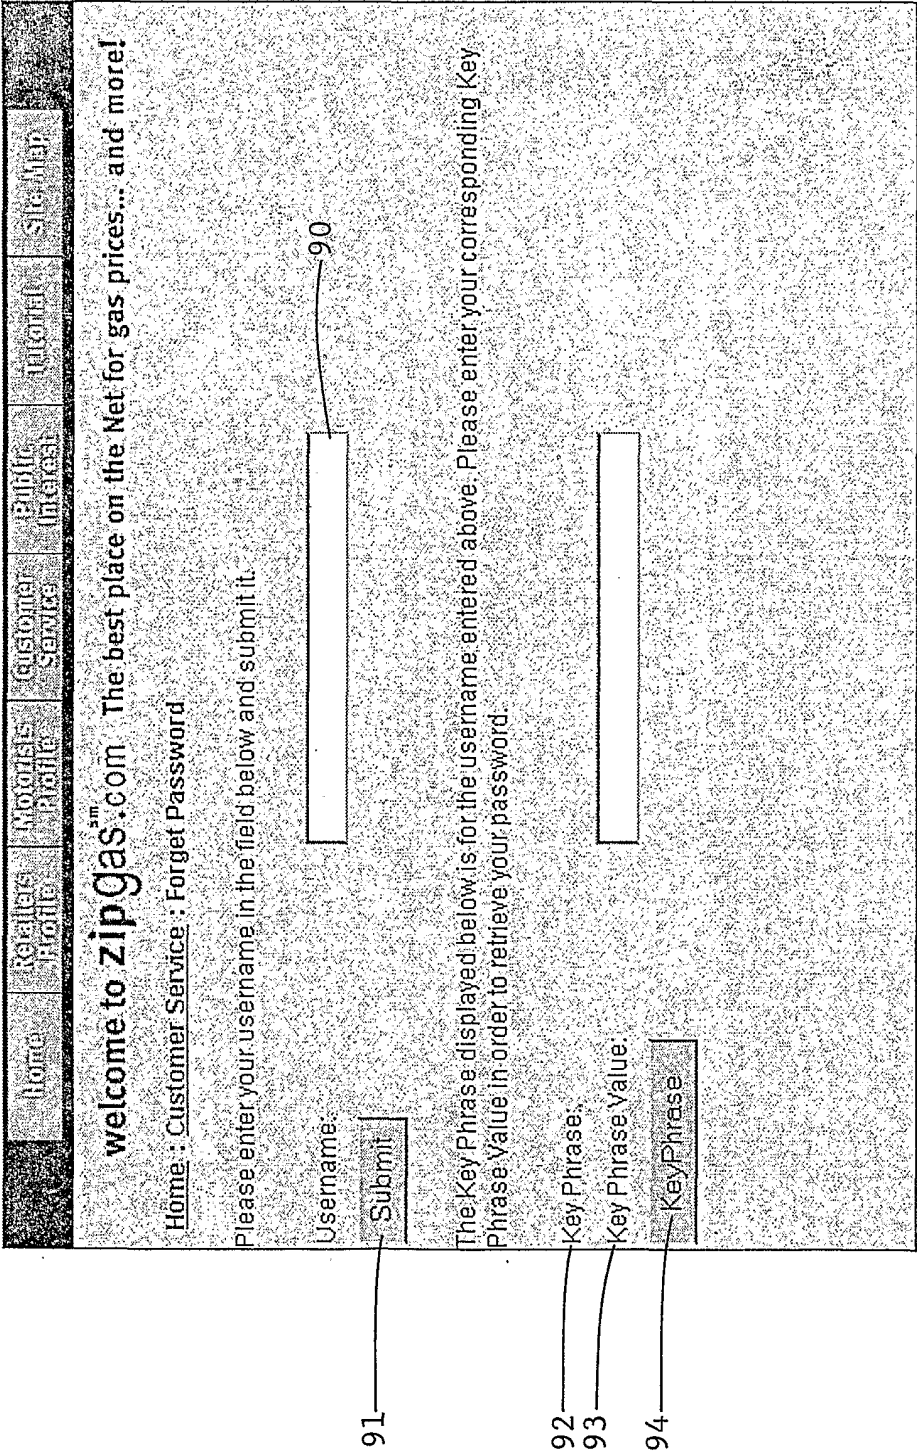 Home
Retailers Profile
Motorists Profile
Customer Service
Public Interest
Tutorial
Site Map
welcome to zipgas.com℠ The best place on the Net for gas prices... and more!
Home : Customer Service : Forget Password
Please enter your username in the field below and submit it.
Username:
90
91
Submit
The Key Phrase displayed below is for the username entered above. Please enter your corresponding Key
Phrase Value in order to retrieve your password.
92
Key Phrase:
93
Key Phrase Value:
94
KeyPhrase